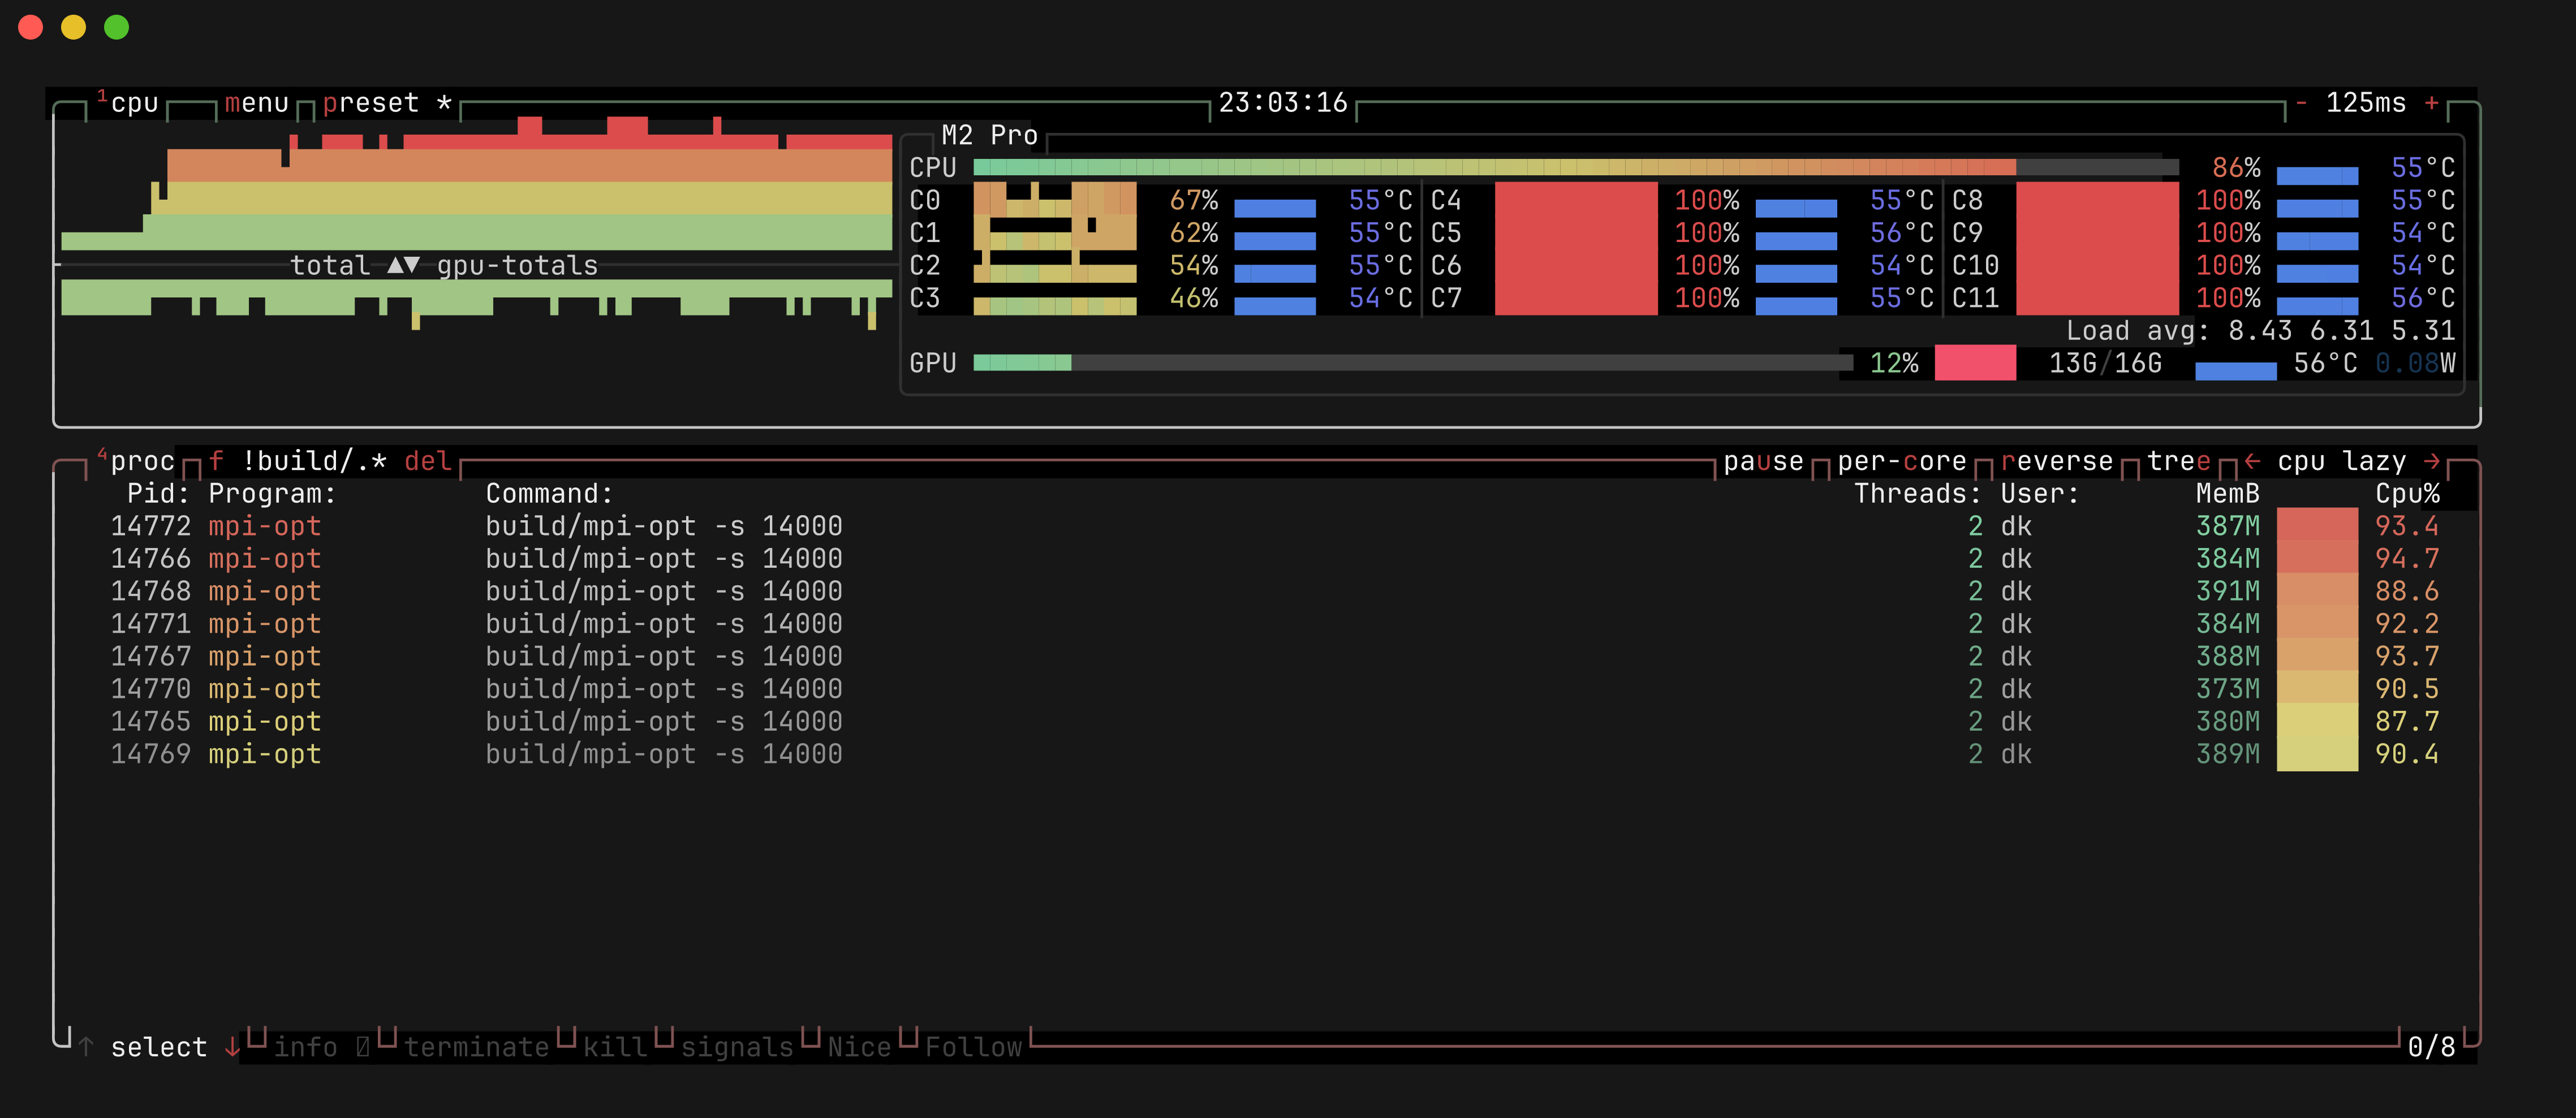 ¹cpu menu preset * 23:03:16 - 125ms +
M2 Pro
CPU 86% 55°C
C0 67% 55°C C4 100% 55°C C8 100% 55°C
C1 62% 55°C C5 100% 56°C C9 100% 54°C
total ▲▼ gpu-totals
C2 54% 55°C C6 100% 54°C C10 100% 54°C
C3 46% 54°C C7 100% 55°C C11 100% 56°C
Load avg: 8.43 6.31 5.31
GPU 12% 13G/16G 56°C 0.08W
⁴proc f !build/.* del pause per-core reverse tree ← cpu lazy →
Pid: Program: Command: Threads: User: MemB Cpu%
14772 mpi-opt build/mpi-opt -s 14000 2 dk 387M 93.4
14766 mpi-opt build/mpi-opt -s 14000 2 dk 384M 94.7
14768 mpi-opt build/mpi-opt -s 14000 2 dk 391M 88.6
14771 mpi-opt build/mpi-opt -s 14000 2 dk 384M 92.2
14767 mpi-opt build/mpi-opt -s 14000 2 dk 388M 93.7
14770 mpi-opt build/mpi-opt -s 14000 2 dk 373M 90.5
14765 mpi-opt build/mpi-opt -s 14000 2 dk 380M 87.7
14769 mpi-opt build/mpi-opt -s 14000 2 dk 389M 90.4
↑ select ↓ info terminate kill signals Nice Follow 0/8